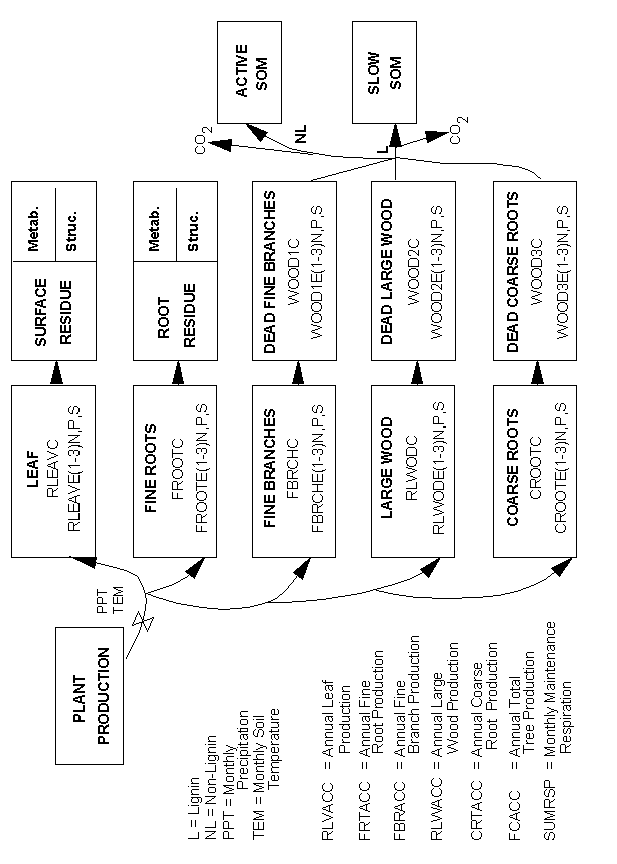 PLANT
PRODUCTION
PPT
TEM
LEAF
RLEAVC
RLEAVE(1-3)N,P,S
SURFACE
RESIDUE
Metab.
Struc.
FINE ROOTS
FROOTC
FROOTE(1-3)N,P,S
ROOT
RESIDUE
Metab.
Struc.
FINE BRANCHES
FBRCHC
FBRCHE(1-3)N,P,S
DEAD FINE BRANCHES
WOOD1C
WOOD1E(1-3)N,P,S
LARGE WOOD
RLWODC
RLWODE(1-3)N,P,S
DEAD LARGE WOOD
WOOD2C
WOOD2E(1-3)N,P,S
COARSE ROOTS
CROOTC
CROOTE(1-3)N,P,S
DEAD COARSE ROOTS
WOOD3C
WOOD3E(1-3)N,P,S
CO2
NL
L
CO2
ACTIVE
SOM
SLOW
SOM
L = Lignin
NL = Non-Lignin
PPT = Monthly
Precipitation
TEM = Monthly Soil
Temperature
RLVACC = Annual Leaf
Production
FRTACC = Annual Fine
Root Production
FBRACC = Annual Fine
Branch Production
RLWACC = Annual Large
Wood Production
CRTACC = Annual Coarse
Root Production
FCACC = Annual Total
Tree Production
SUMRSP = Monthly Maintenance
Respiration